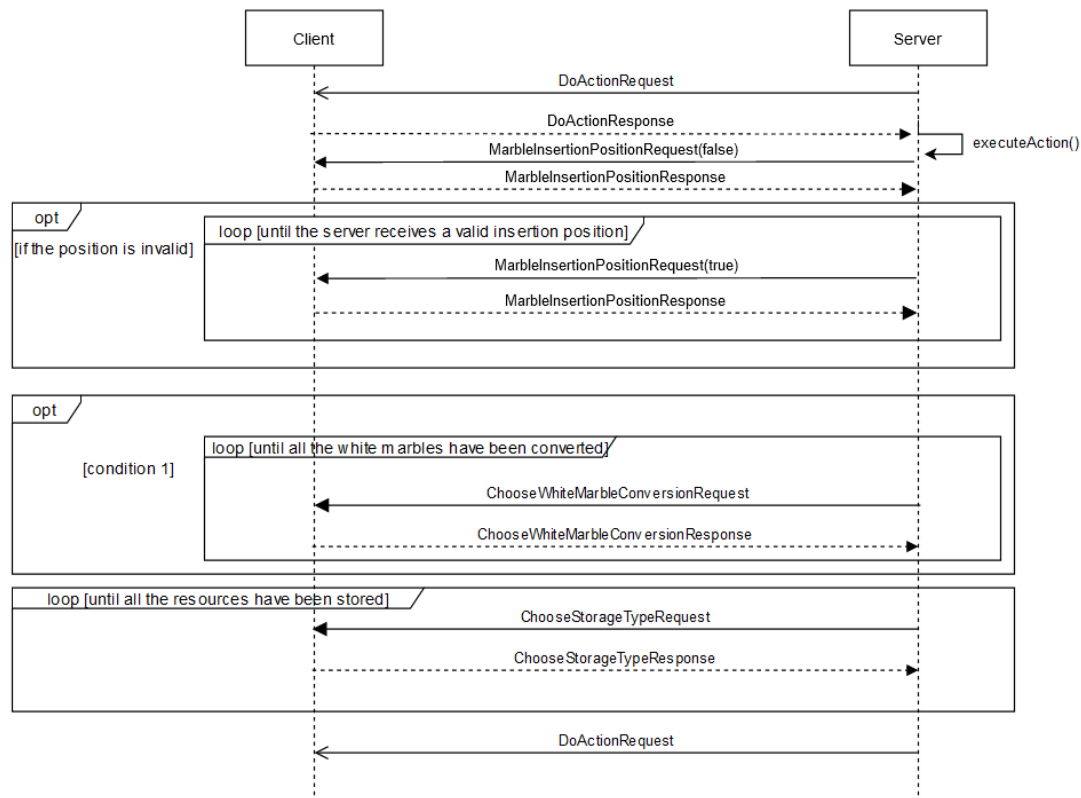 Client
Server
DoActionRequest
DoActionResponse
executeAction()
MarbleInsertionPositionRequest(false)
MarbleInsertionPositionResponse
opt
loop [until the server receives a valid insertion position]
[if the position is invalid]
MarbleInsertionPositionRequest(true)
MarbleInsertionPositionResponse
opt
loop [until all the white marbles have been converted]
[condition 1]
ChooseWhiteMarbleConversionRequest
ChooseWhiteMarbleConversionResponse
loop [until all the resources have been stored]
ChooseStorageTypeRequest
ChooseStorageTypeResponse
DoActionRequest